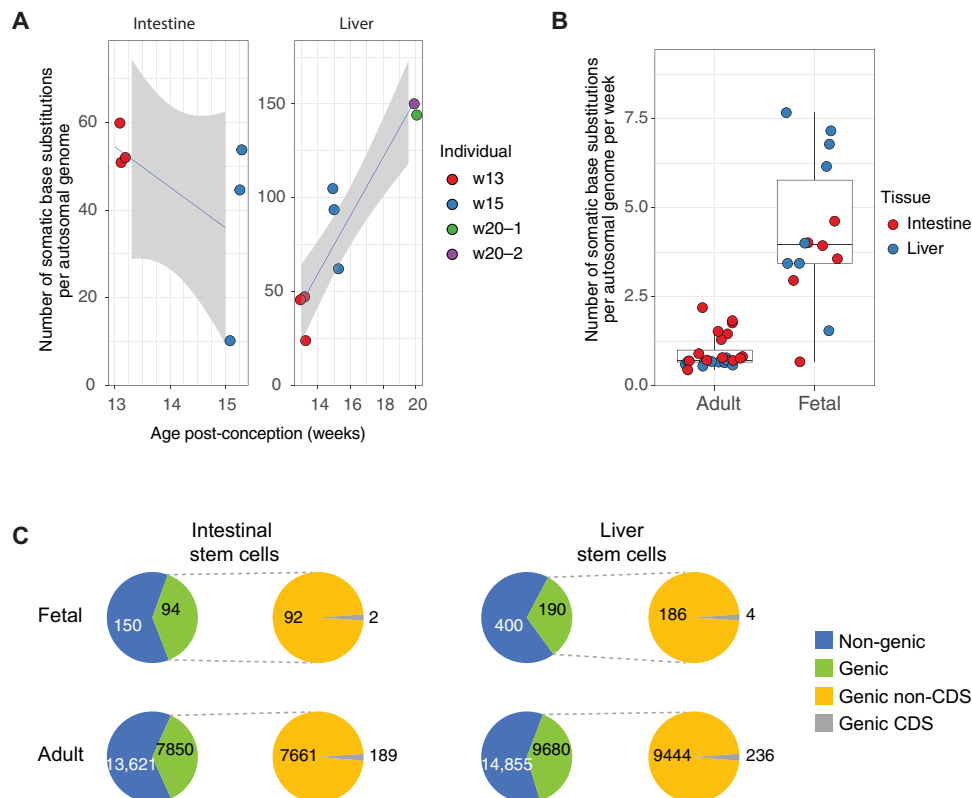 A
Intestine
Liver
Number of somatic base substitutions
per autosomal genome
60
40
20
0
13
14
15
150
100
50
0
14
16
18
20
Age post-conception (weeks)
Individual
w13
w15
w20–1
w20–2
B
Number of somatic base substitutions
per autosomal genome per week
7.5
5.0
2.5
0.0
Adult
Fetal
Tissue
Intestine
Liver
C
Intestinal
stem cells
Liver
stem cells
Fetal
150
94
92
2
400
190
186
4
Adult
13,621
7850
7661
189
14,855
9680
9444
236
Non-genic
Genic
Genic non-CDS
Genic CDS